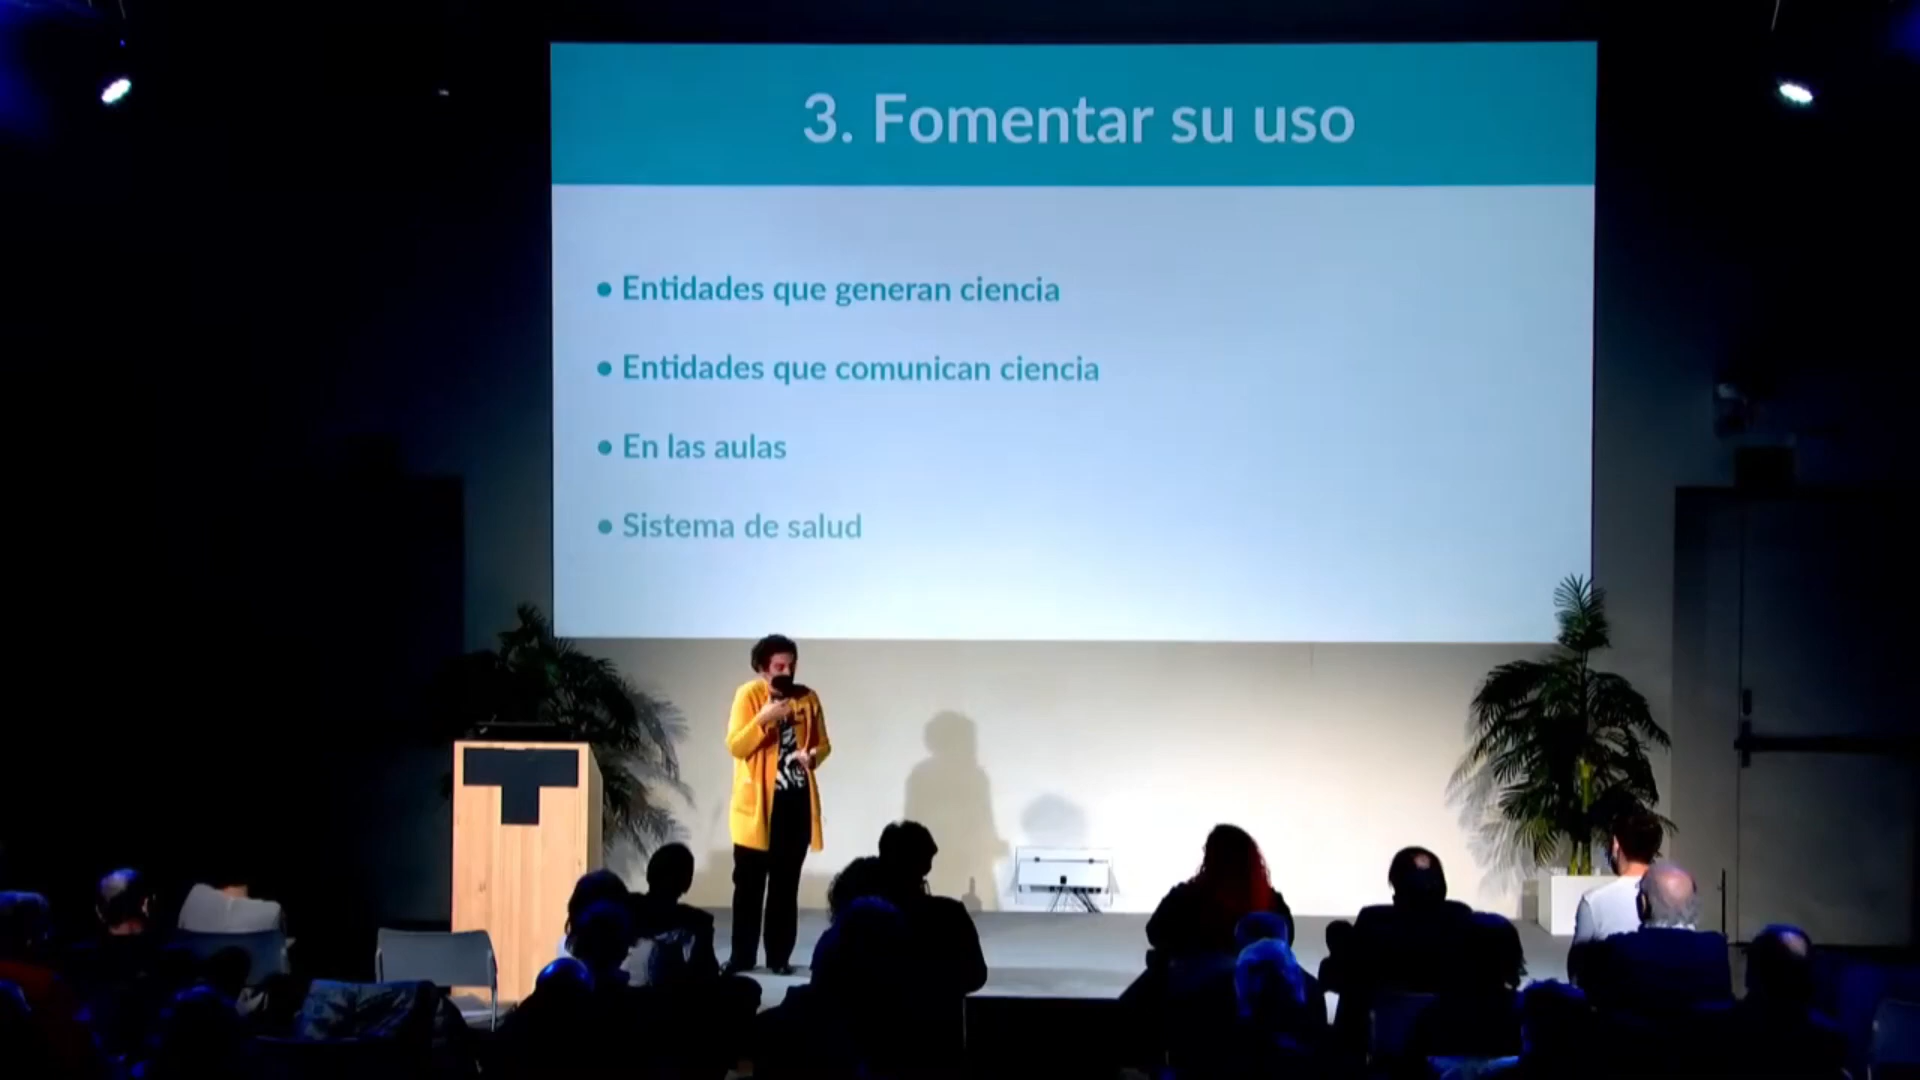 3. Fomentar su uso
• Entidades que generan ciencia
• Entidades que comunican ciencia
• En las aulas
• Sistema de salud
T